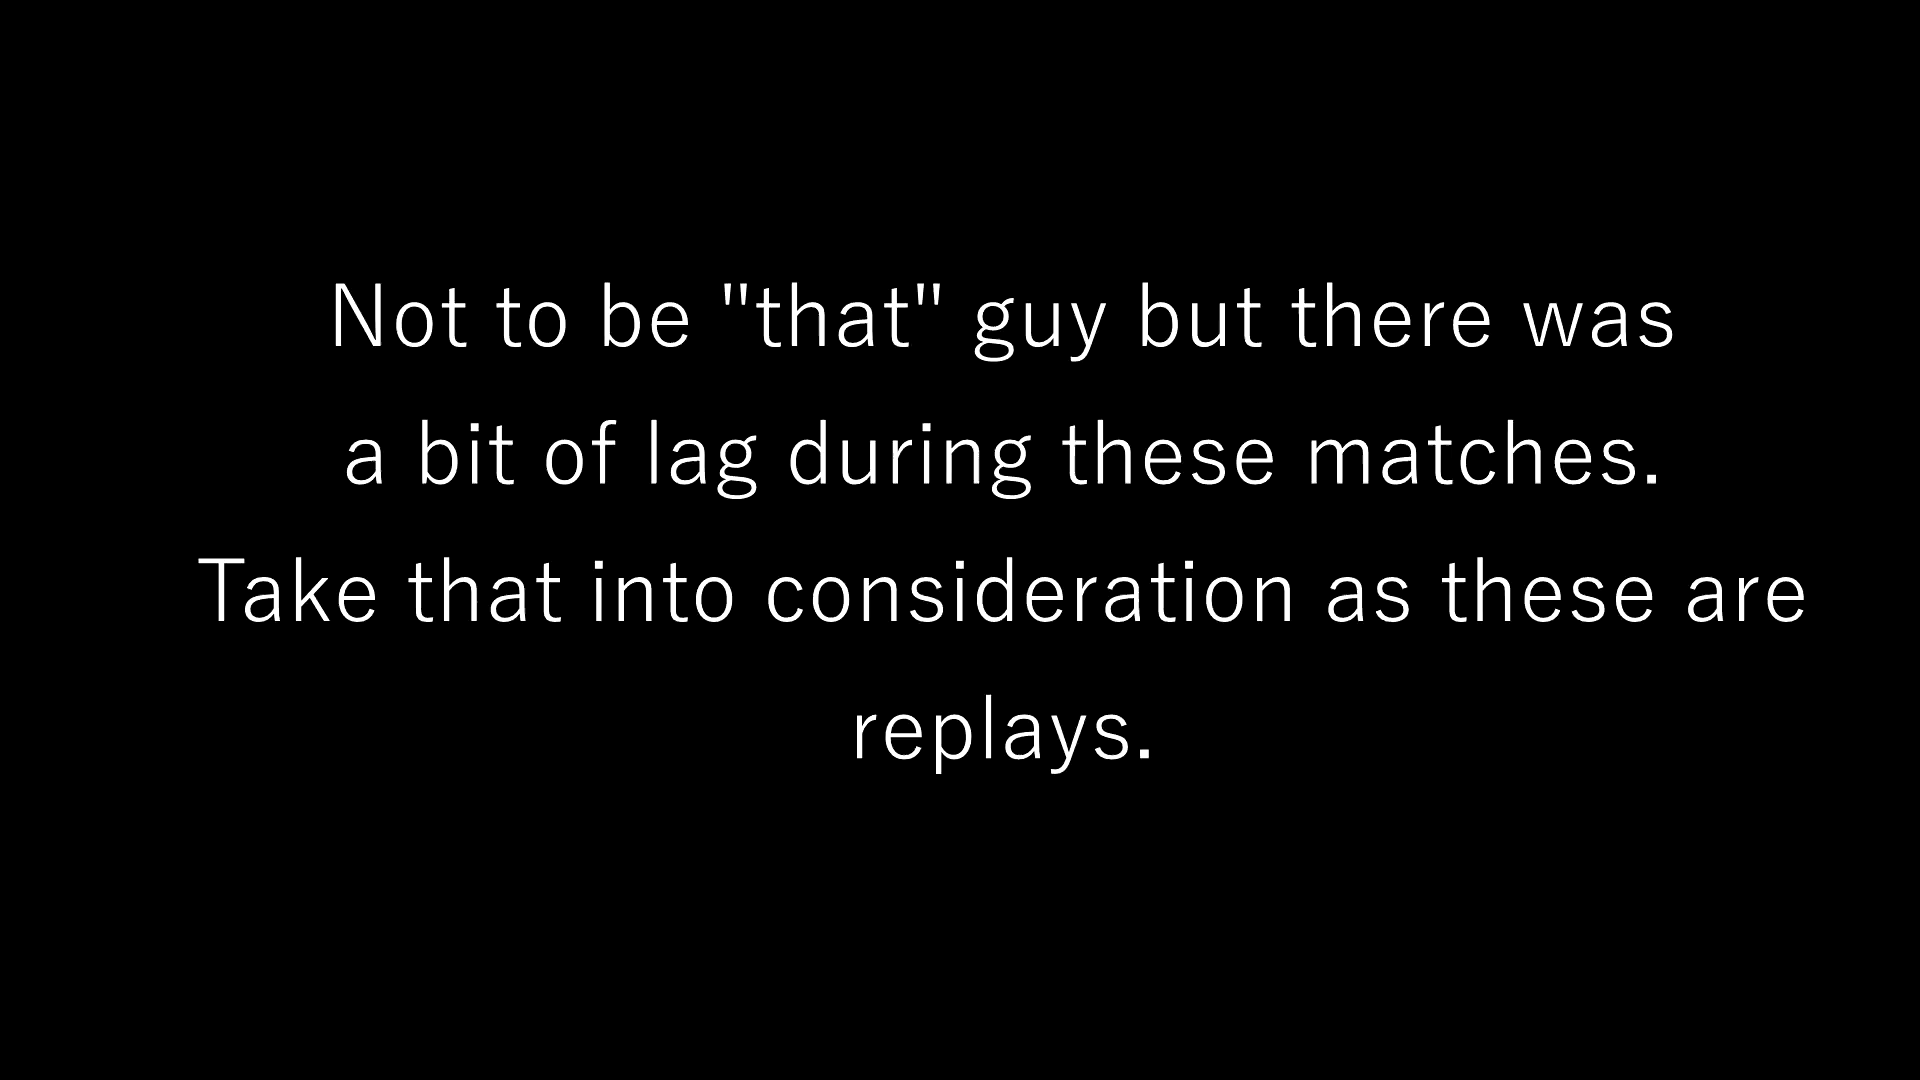 Not to be "that" guy but there was
a bit of lag during these matches.
Take that into consideration as these are
replays.